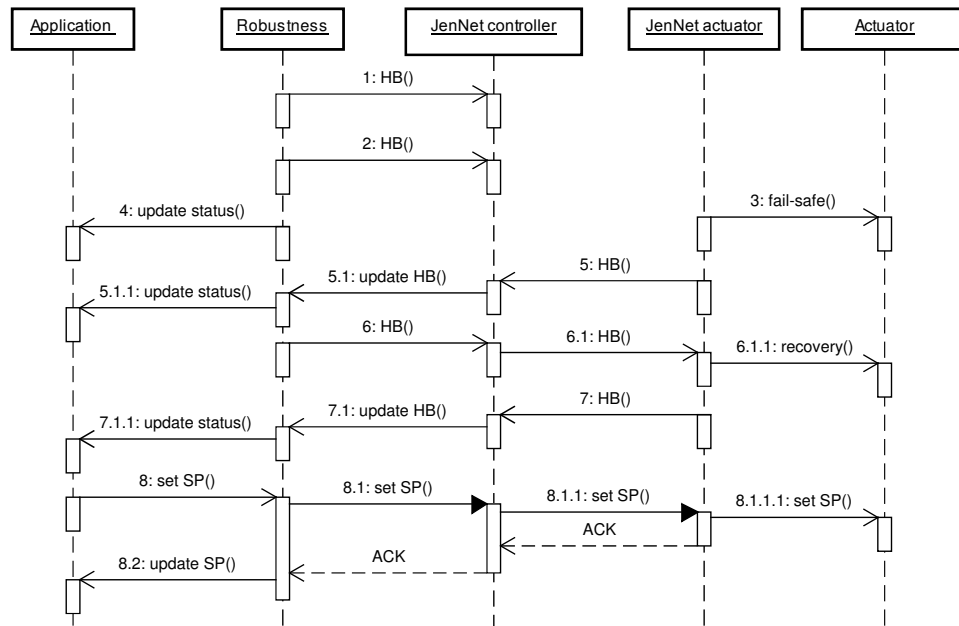 Application
Robustness
JenNet controller
JenNet actuator
Actuator
1: HB()
2: HB()
3: fail-safe()
4: update status()
5: HB()
5.1: update HB()
5.1.1: update status()
6: HB()
6.1: HB()
6.1.1: recovery()
7: HB()
7.1: update HB()
7.1.1: update status()
8: set SP()
8.1: set SP()
8.1.1: set SP()
8.1.1.1: set SP()
ACK
ACK
8.2: update SP()